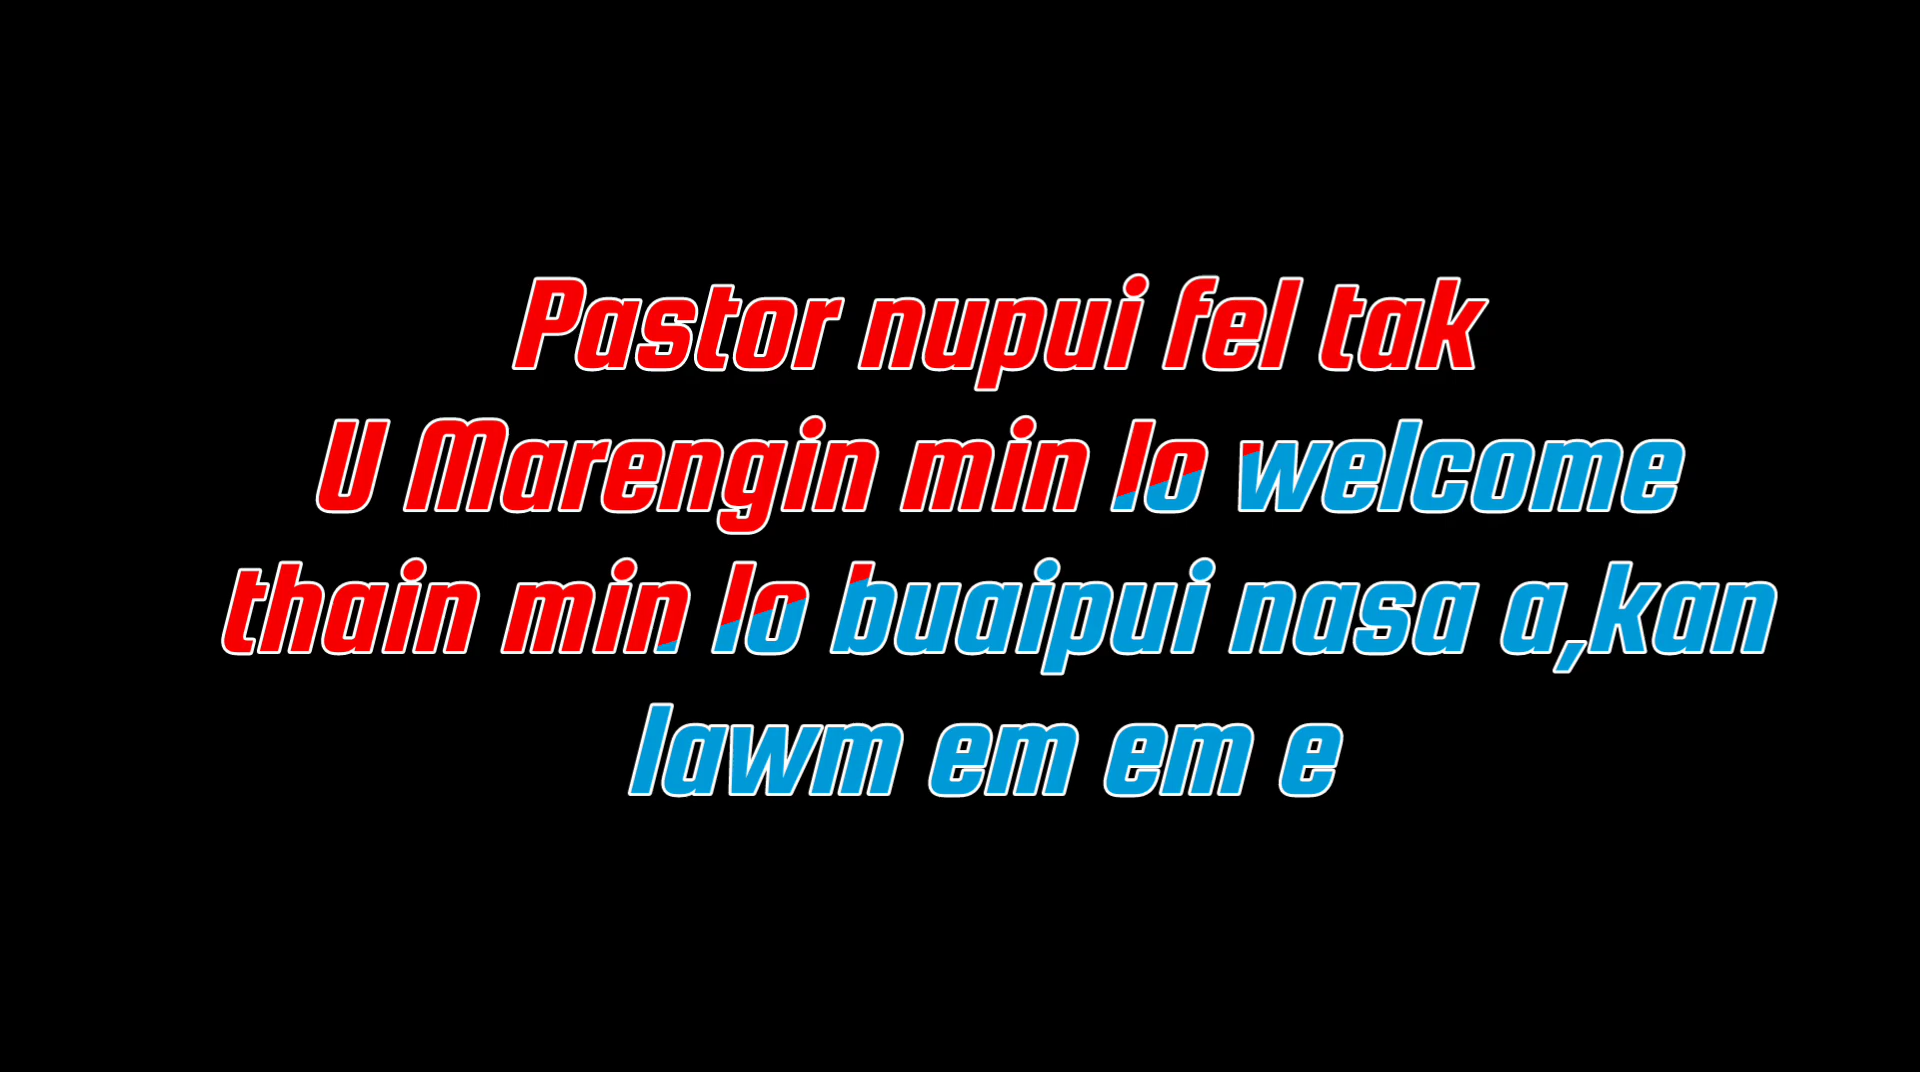 Pastor nupui fel tak
U Marengin min lo welcome
thain min lo buaipui nasa a,kan
lawm em em e